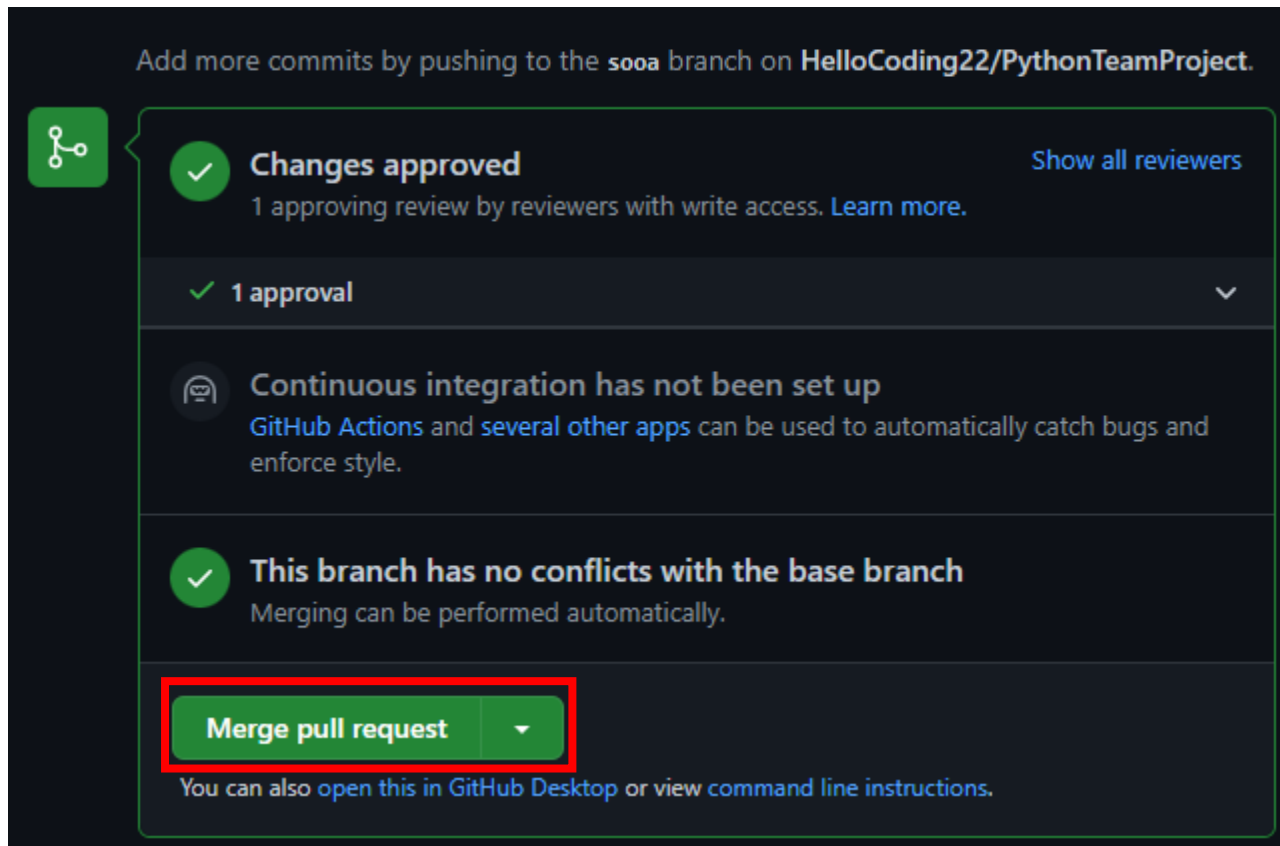 Add more commits by pushing to the sooa branch on HelloCoding22/PythonTeamProject.
Changes approved
Show all reviewers
1 approving review by reviewers with write access. Learn more.
1 approval
Continuous integration has not been set up
GitHub Actions and several other apps can be used to automatically catch bugs and
enforce style.
This branch has no conflicts with the base branch
Merging can be performed automatically.
Merge pull request
You can also open this in GitHub Desktop or view command line instructions.